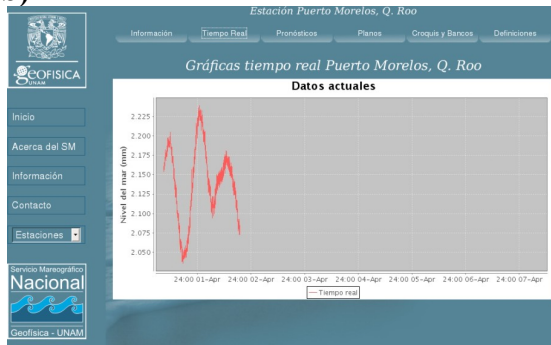 Estación Puerto Morelos, Q. Roo
Información Tiempo Real Pronósticos Planos Croquis y Bancos Definiciones
GEOFISICA
UNAM
Gráficas tiempo real Puerto Morelos, Q. Roo
Inicio
Acerca del SM
Información
Contacto
Estaciones
Servicio Mareográfico
Nacional
Geofísica - UNAM
Datos actuales
Nivel del mar (mm)
2.225
2.200
2.175
2.150
2.125
2.100
2.075
2.050
24:00 01-Apr 24:00 02-Apr 24:00 03-Apr 24:00 04-Apr 24:00 05-Apr 24:00 06-Apr 24:00 07-Apr
Tiempo real